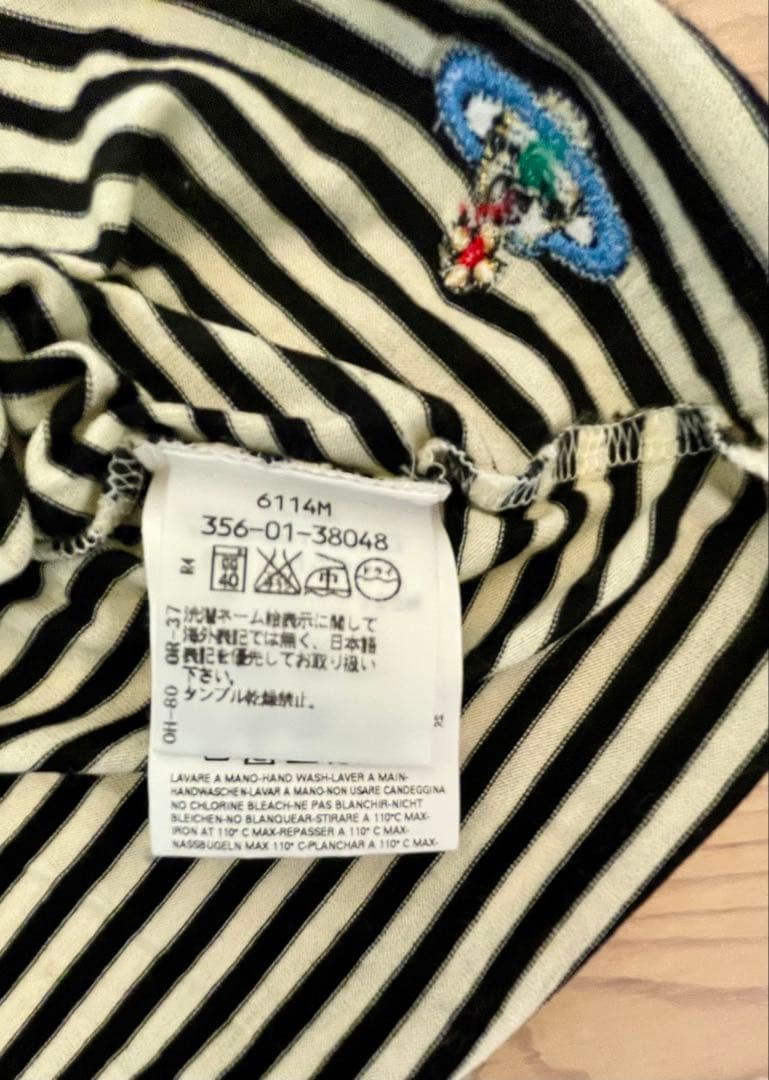 6114M
356-01-38048
R4
40
ドライ
洗濯ネーム絵表示に関して
海外表記では無く、日本語
表記を優先してお取り扱い
下さい。
タンブル乾燥禁止。
OH-80 OR-37
LAVARE A MANO-HAND WASH-LAVER A MAIN-
HANDWASCHEN-LAVAR A MANO-NON USARE CANDEGGINA
NO CHLORINE BLEACH-NE PAS BLANCHIR-NICHT
BLEICHEN-NO BLANQUEAR-STIRARE A 110°C MAX-
IRON AT 110° C MAX-REPASSER A 110° C MAX-
NASSBUGELN MAX 110° C-PLANCHAR A 110° C MAX-